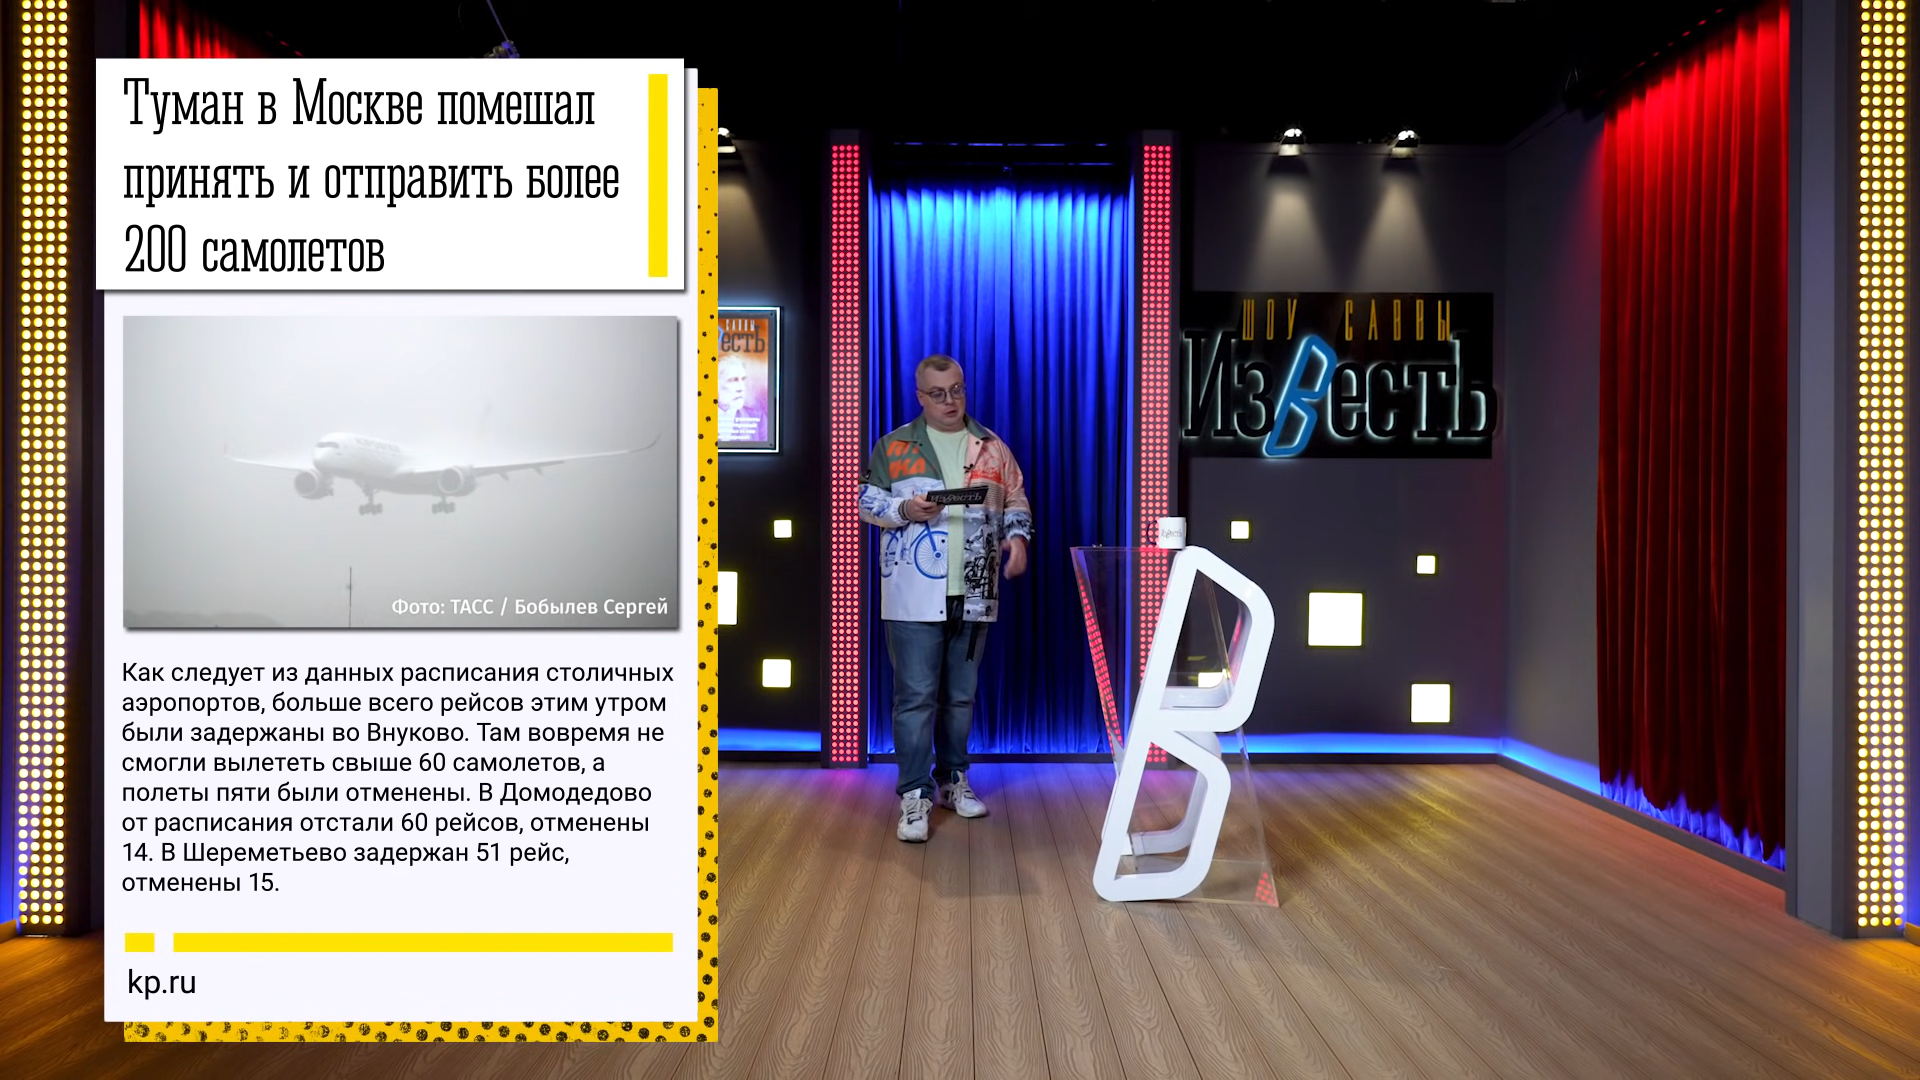 Туман в Москве помешал
принять и отправить более
200 самолетов
Фото: ТАСС / Бобылев Сергей
Как следует из данных расписания столичных
аэропортов, больше всего рейсов этим утром
были задержаны во Внуково. Там вовремя не
смогли вылететь свыше 60 самолетов, а
полеты пяти были отменены. В Домодедово
от расписания отстали 60 рейсов, отменены
14. В Шереметьево задержан 51 рейс,
отменены 15.
kp.ru
ШОУ САВВЫ
ИзВестЬ
ИзВестЬ